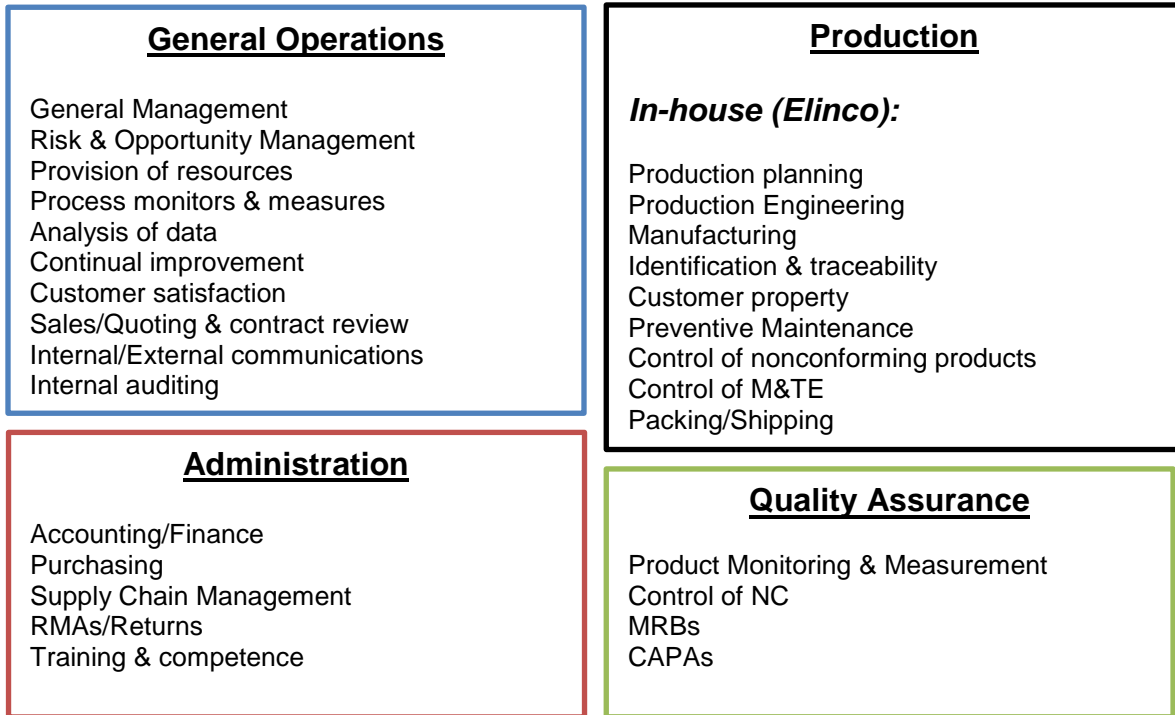 General Operations
General Management
Risk & Opportunity Management
Provision of resources
Process monitors & measures
Analysis of data
Continual improvement
Customer satisfaction
Sales/Quoting & contract review
Internal/External communications
Internal auditing
Production
In-house (Elinco):
Production planning
Production Engineering
Manufacturing
Identification & traceability
Customer property
Preventive Maintenance
Control of nonconforming products
Control of M&TE
Packing/Shipping
Administration
Accounting/Finance
Purchasing
Supply Chain Management
RMAs/Returns
Training & competence
Quality Assurance
Product Monitoring & Measurement
Control of NC
MRBs
CAPAs